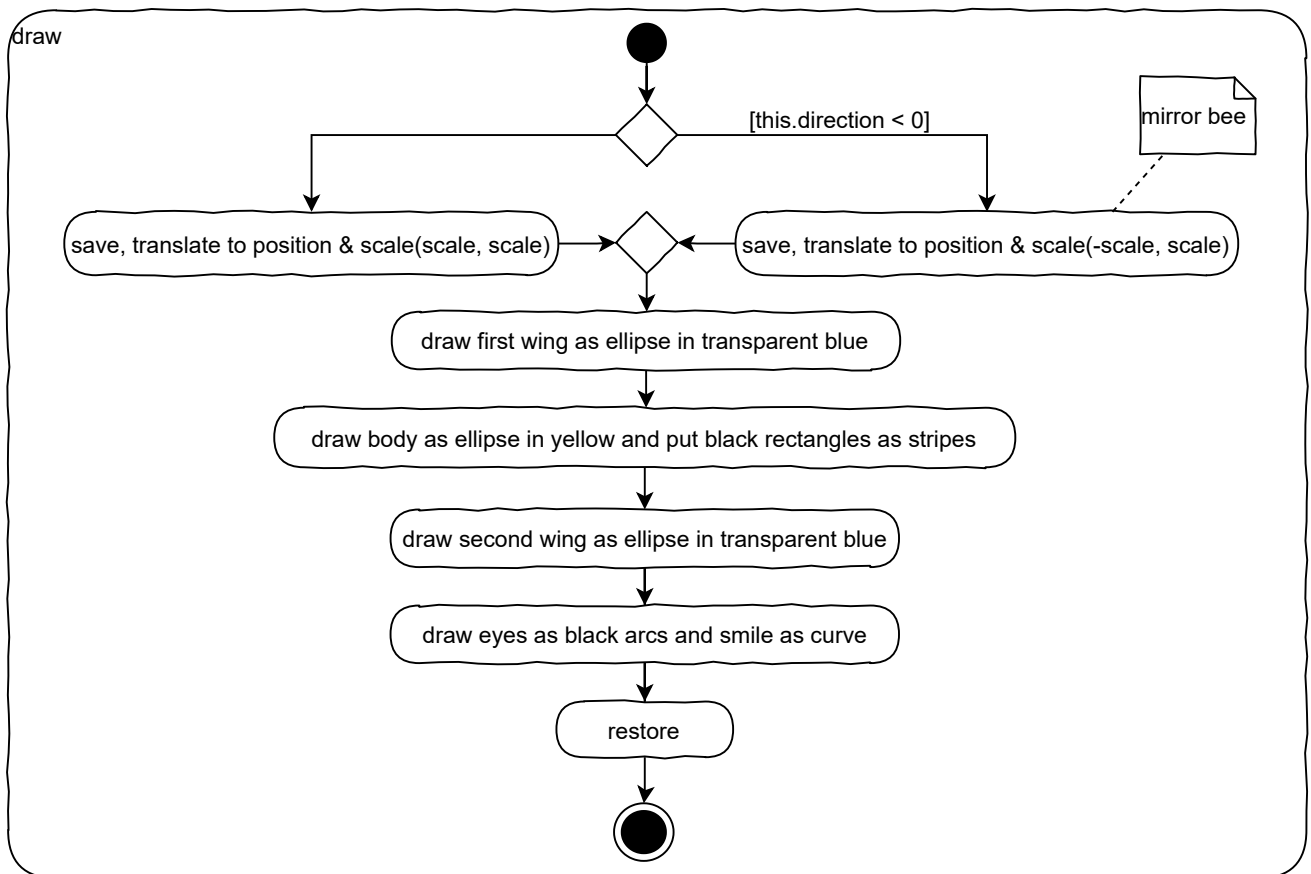 draw
[this.direction < 0]
mirror bee
save, translate to position & scale(scale, scale)
save, translate to position & scale(-scale, scale)
draw first wing as ellipse in transparent blue
draw body as ellipse in yellow and put black rectangles as stripes
draw second wing as ellipse in transparent blue
draw eyes as black arcs and smile as curve
restore